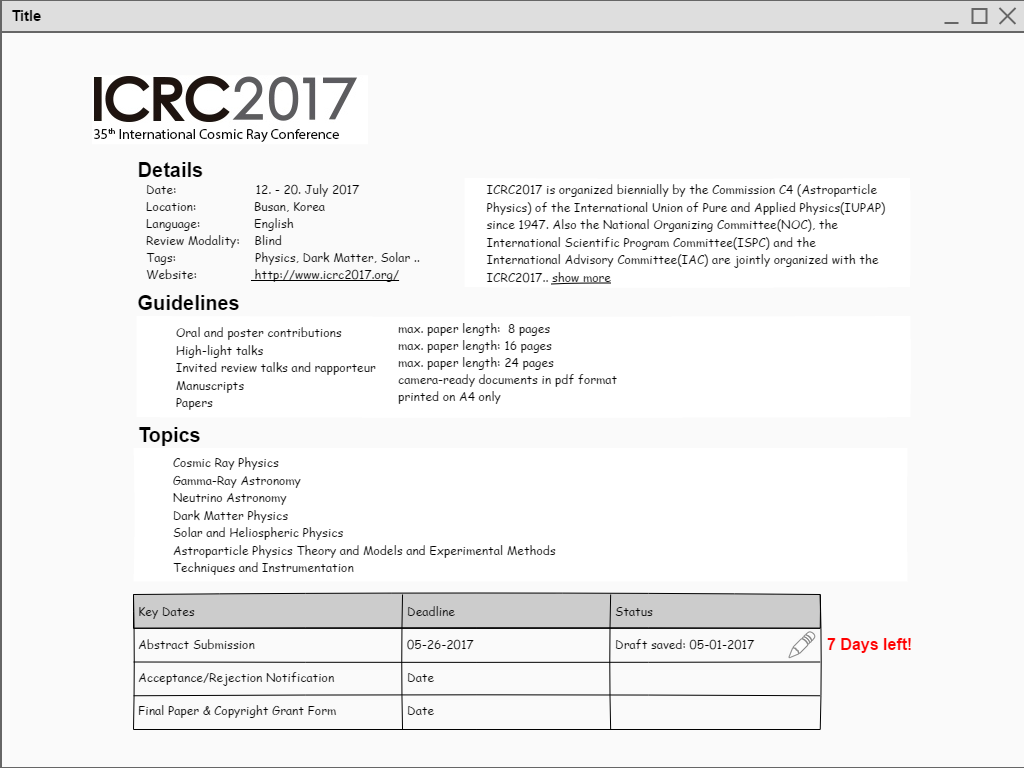 Title
ICRC2017
35th International Cosmic Ray Conference
Details
Date: 12. - 20. July 2017
Location: Busan, Korea
Language: English
Review Modality: Blind
Tags: Physics, Dark Matter, Solar ..
Website: http://www.icrc2017.org/
ICRC2017 is organized biennially by the Commission C4 (Astroparticle
Physics) of the International Union of Pure and Applied Physics(IUPAP)
since 1947. Also the National Organizing Committee(NOC), the
International Scientific Program Committee(ISPC) and the
International Advisory Committee(IAC) are jointly organized with the
ICRC2017.. show more
Guidelines
Oral and poster contributions max. paper length: 8 pages
High-light talks max. paper length: 16 pages
Invited review talks and rapporteur max. paper length: 24 pages
Manuscripts camera-ready documents in pdf format
Papers printed on A4 only
Topics
Cosmic Ray Physics
Gamma-Ray Astronomy
Neutrino Astronomy
Dark Matter Physics
Solar and Heliospheric Physics
Astroparticle Physics Theory and Models and Experimental Methods
Techniques and Instrumentation
Key Dates Deadline Status
Abstract Submission 05-26-2017 Draft saved: 05-01-2017 7 Days left!
Acceptance/Rejection Notification Date
Final Paper & Copyright Grant Form Date